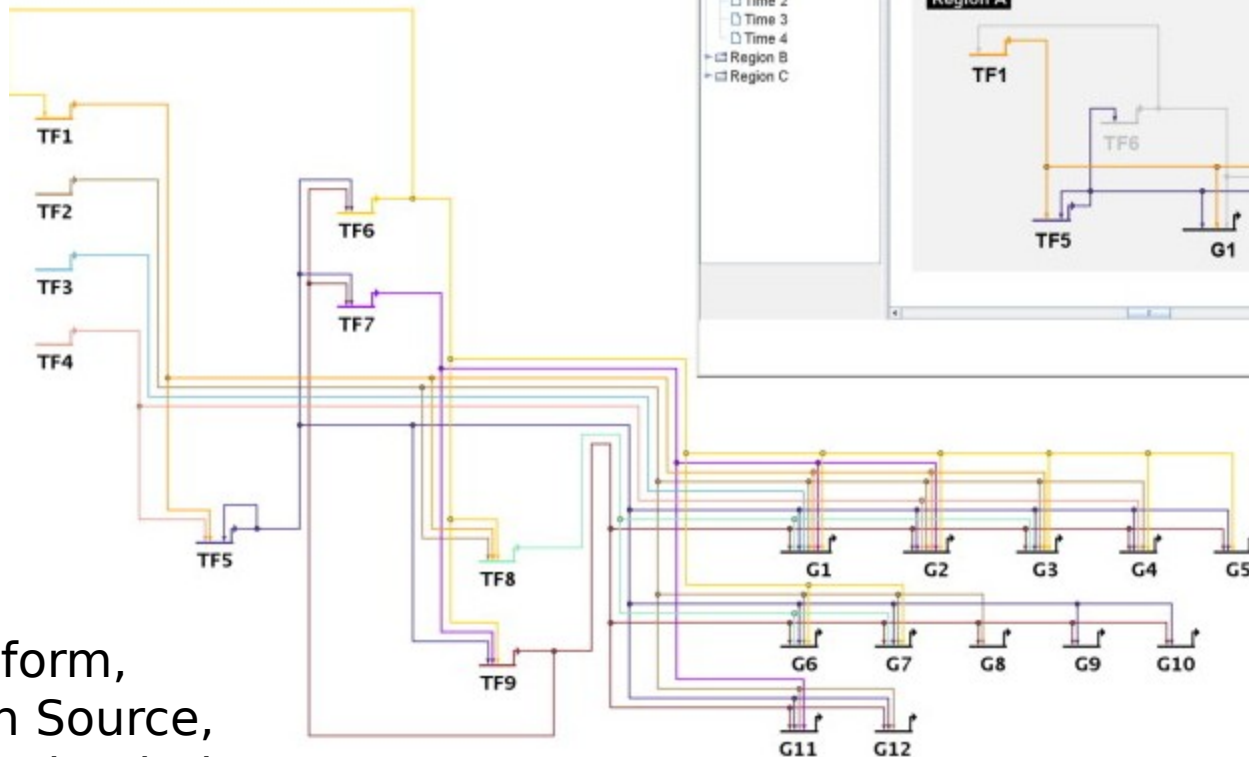 Time 2
Time 3
Time 4
Region B
Region C
Region A
TF1
TF6
TF5
G1
TF1
TF2
TF3
TF4
TF6
TF7
TF5
TF8
TF9
G1 G2 G3 G4 G5
G6 G7 G8 G9 G10
G11 G12
form,
Source,